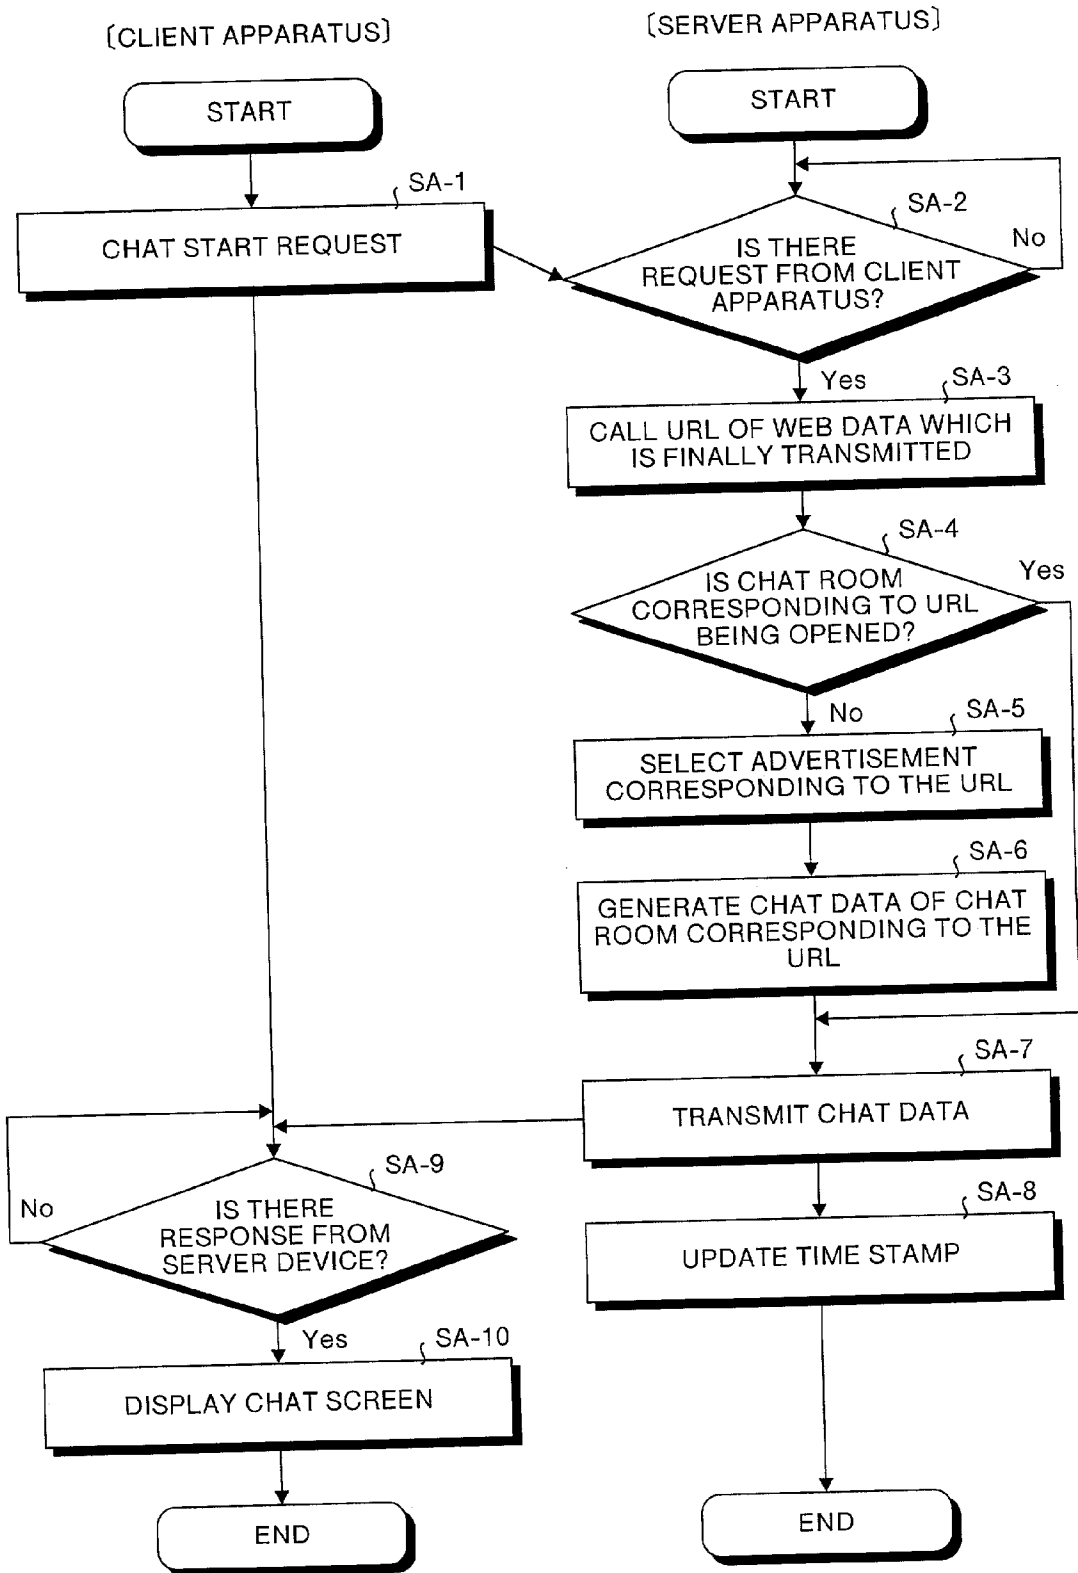 [CLIENT APPARATUS]
[SERVER APPARATUS]
START
START
SA-1
CHAT START REQUEST
SA-2
IS THERE
REQUEST FROM CLIENT
APPARATUS?
No
Yes
SA-3
CALL URL OF WEB DATA WHICH
IS FINALLY TRANSMITTED
SA-4
IS CHAT ROOM
CORRESPONDING TO URL
BEING OPENED?
Yes
No
SA-5
SELECT ADVERTISEMENT
CORRESPONDING TO THE URL
SA-6
GENERATE CHAT DATA OF CHAT
ROOM CORRESPONDING TO THE
URL
SA-7
TRANSMIT CHAT DATA
SA-8
UPDATE TIME STAMP
SA-9
IS THERE
RESPONSE FROM
SERVER DEVICE?
No
Yes
SA-10
DISPLAY CHAT SCREEN
END
END